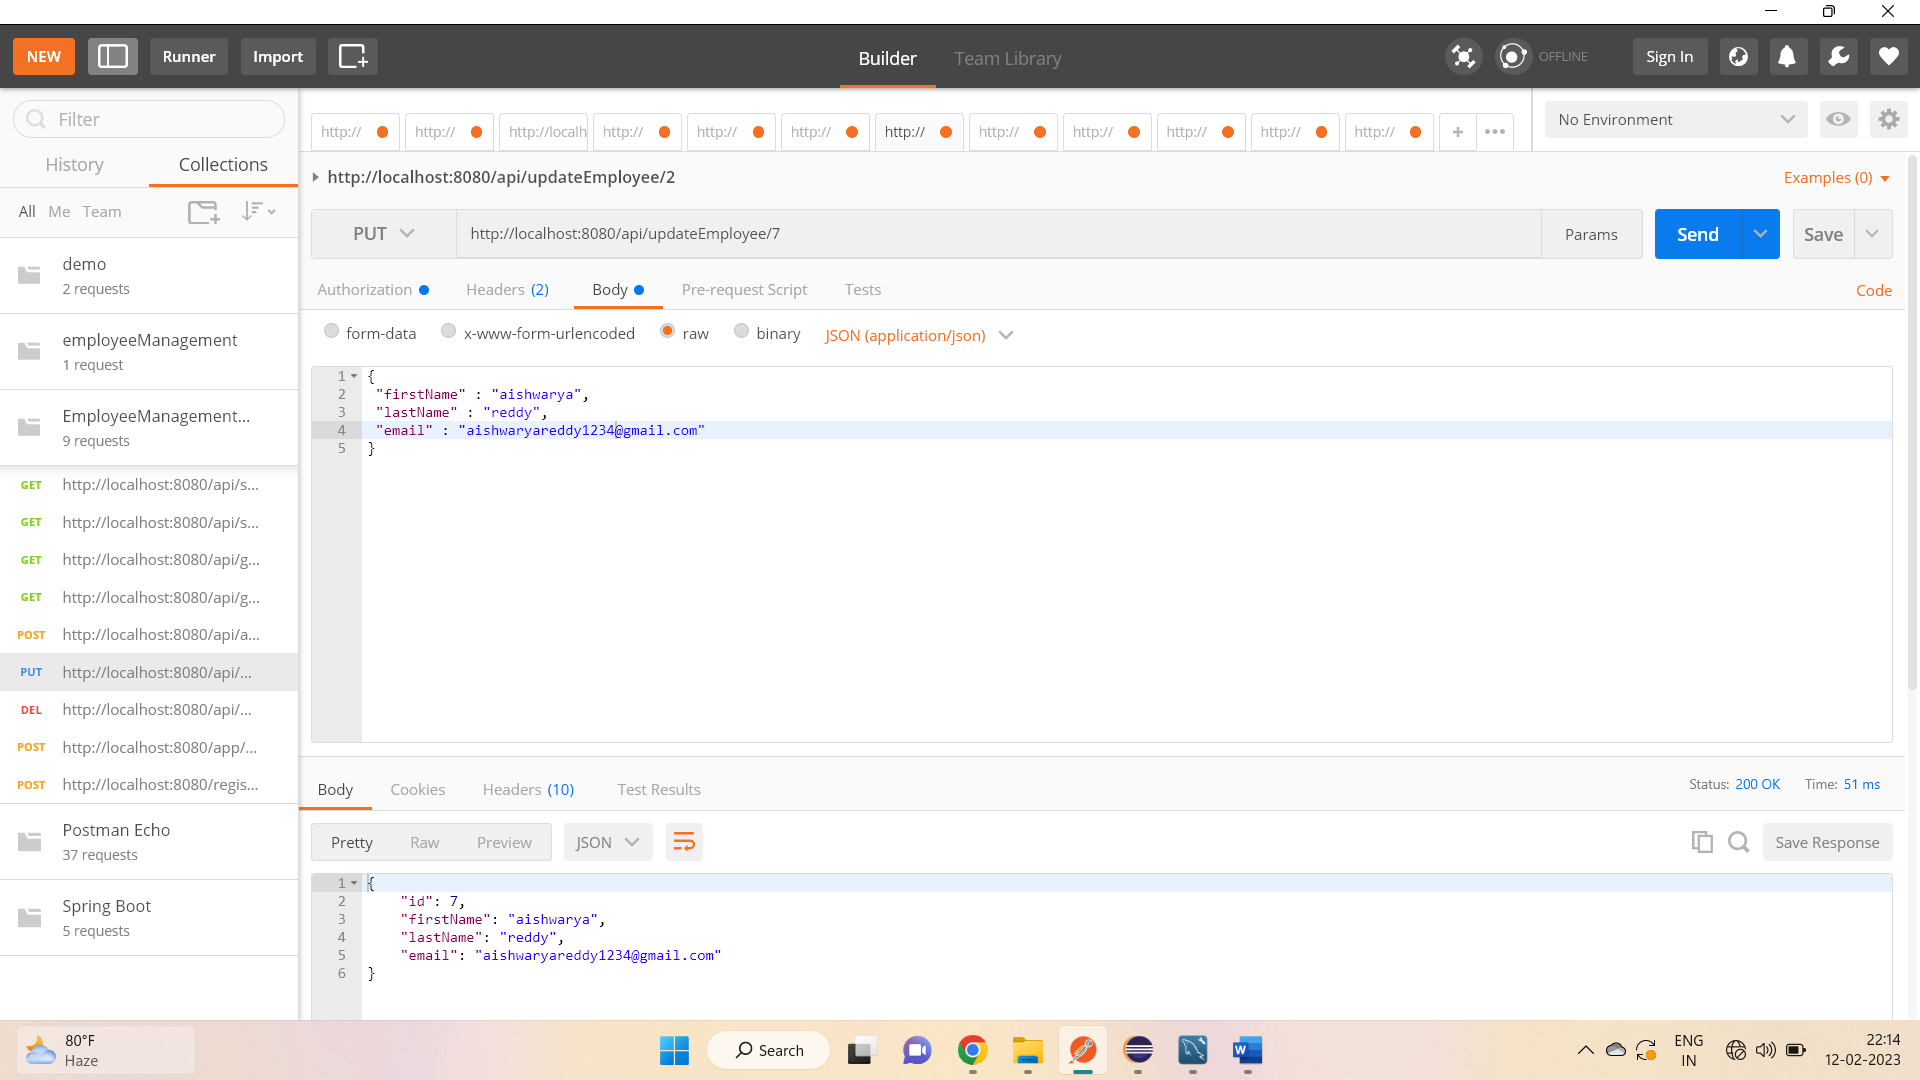 NEW
Runner
Import
Builder
Team Library
OFFLINE
Sign In
Filter
History
Collections
All
Me
Team
demo
2 requests
employeeManagement
1 request
EmployeeManagement...
9 requests
GET http://localhost:8080/api/s...
GET http://localhost:8080/api/s...
GET http://localhost:8080/api/g...
GET http://localhost:8080/api/g...
POST http://localhost:8080/api/a...
PUT http://localhost:8080/api/...
DEL http://localhost:8080/api/...
POST http://localhost:8080/app/...
POST http://localhost:8080/regis...
Postman Echo
37 requests
Spring Boot
5 requests
http:// http:// http://localh http:// http:// http:// http:// http:// http:// http:// http:// http:// + •••
No Environment
http://localhost:8080/api/updateEmployee/2
Examples (0)
PUT
http://localhost:8080/api/updateEmployee/7
Params
Send
Save
Authorization
Headers (2)
Body
Pre-request Script
Tests
Code
form-data
x-www-form-urlencoded
raw
binary
JSON (application/json)
1 {
2 "firstName" : "aishwarya",
3 "lastName" : "reddy",
4 "email" : "aishwaryareddy1234@gmail.com"
5 }
Body
Cookies
Headers (10)
Test Results
Status: 200 OK
Time: 51 ms
Pretty
Raw
Preview
JSON
Save Response
1 {
2 "id": 7,
3 "firstName": "aishwarya",
4 "lastName": "reddy",
5 "email": "aishwaryareddy1234@gmail.com"
6 }
80°F
Haze
Search
W
ENG
IN
22:14
12-02-2023